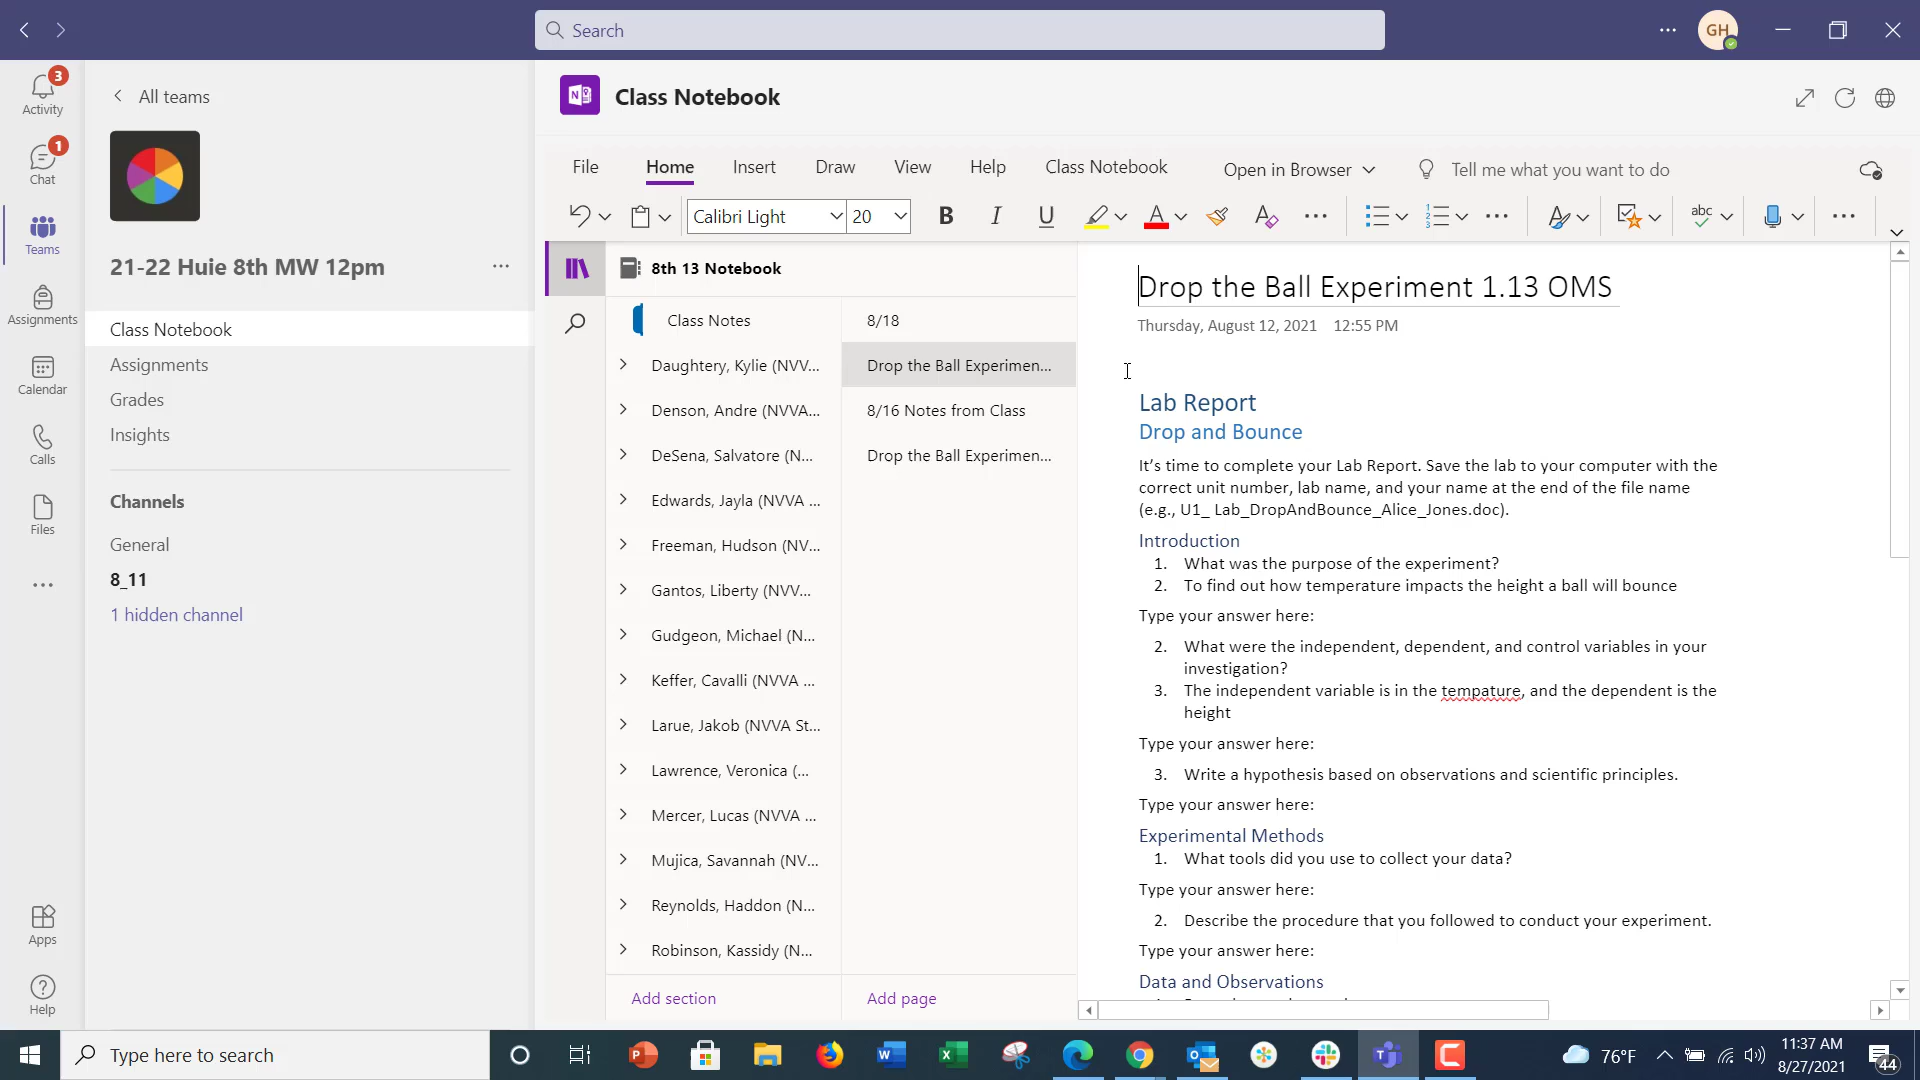 Search
GH
3
Activity
1
Chat
Teams
Assignments
Calendar
Calls
Files
Apps
Help
All teams
21-22 Huie 8th MW 12pm
Class Notebook
Assignments
Grades
Insights
Channels
General
8_11
1 hidden channel
N
Class Notebook
File Home Insert Draw View Help Class Notebook Open in Browser Tell me what you want to do
Calibri Light 20 B I U A A abc
8th 13 Notebook
Class Notes
Daughtery, Kylie (NVV...
Denson, Andre (NVVA...
DeSena, Salvatore (N...
Edwards, Jayla (NVVA ...
Freeman, Hudson (NV...
Gantos, Liberty (NVV...
Gudgeon, Michael (N...
Keffer, Cavalli (NVVA ...
Larue, Jakob (NVVA St...
Lawrence, Veronica (...
Mercer, Lucas (NVVA ...
Mujica, Savannah (NV...
Reynolds, Haddon (N...
Robinson, Kassidy (N...
Add section
8/18
Drop the Ball Experimen...
8/16 Notes from Class
Drop the Ball Experimen...
Add page
Drop the Ball Experiment 1.13 OMS
Thursday, August 12, 2021 12:55 PM
Lab Report
Drop and Bounce
It’s time to complete your Lab Report. Save the lab to your computer with the
correct unit number, lab name, and your name at the end of the file name
(e.g., U1_ Lab_DropAndBounce_Alice_Jones.doc).
Introduction
1. What was the purpose of the experiment?
2. To find out how temperature impacts the height a ball will bounce
Type your answer here:
2. What were the independent, dependent, and control variables in your
investigation?
3. The independent variable is in the tempature, and the dependent is the
height
Type your answer here:
3. Write a hypothesis based on observations and scientific principles.
Type your answer here:
Experimental Methods
1. What tools did you use to collect your data?
Type your answer here:
2. Describe the procedure that you followed to conduct your experiment.
Type your answer here:
Data and Observations
Type here to search
76°F
11:37 AM
8/27/2021
44